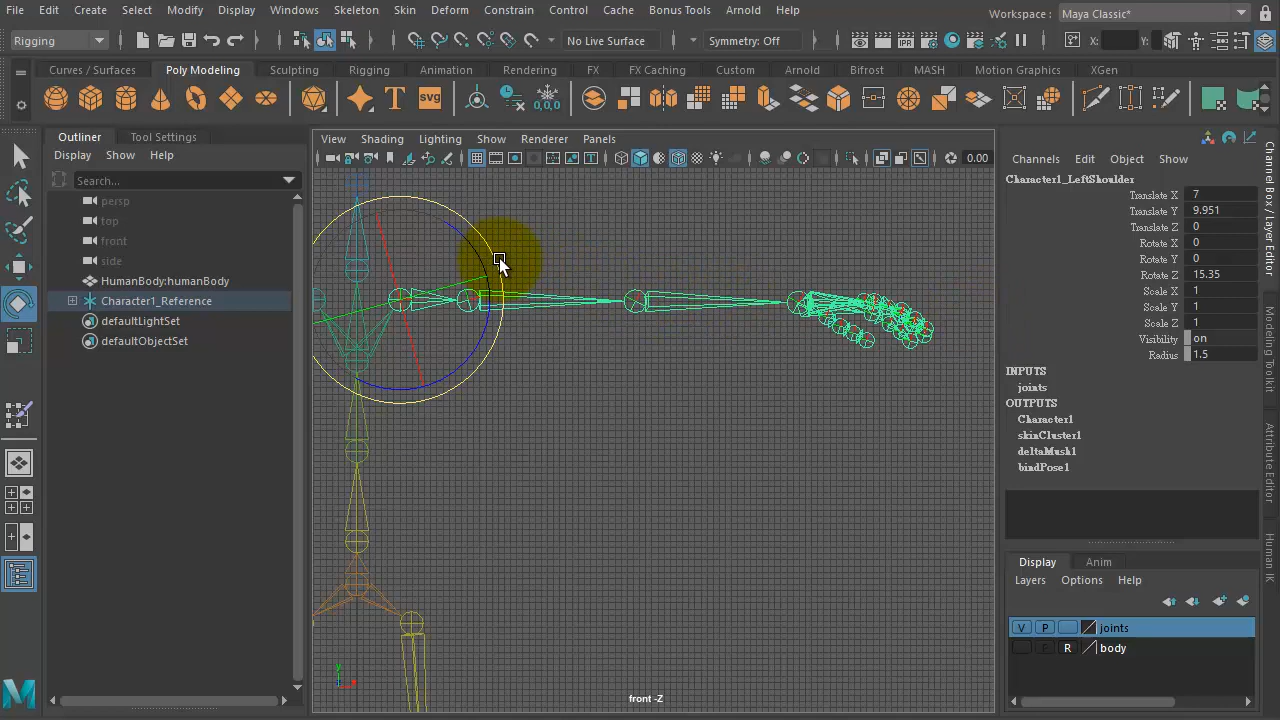 File Edit Create Select Modify Display Windows Skeleton Skin Deform Constrain Control Cache Bonus Tools Arnold Help
Workspace : Maya Classic*
Rigging
No Live Surface
Symmetry: Off
X:
Y:
Curves / Surfaces Poly Modeling Sculpting Rigging Animation Rendering FX FX Caching Custom Arnold Bifrost MASH Motion Graphics XGen
T
SVG
0,0,0
Outliner Tool Settings
Display Show Help
Search...
persp
top
front
side
HumanBody:humanBody
Character1_Reference
defaultLightSet
defaultObjectSet
View Shading Lighting Show Renderer Panels
0.00
y
front -Z
Channels Edit Object Show
Character1_LeftShoulder
Translate X 7
Translate Y 9.951
Translate Z 0
Rotate X 0
Rotate Y 0
Rotate Z 15.35
Scale X 1
Scale Y 1
Scale Z 1
Visibility on
Radius 1.5
INPUTS
joints
OUTPUTS
Character1
skinCluster1
deltaMush1
bindPose1
Display Anim
Layers Options Help
V P joints
P R body
Channel Box / Layer Editor
Modeling Toolkit
Attribute Editor
Human IK